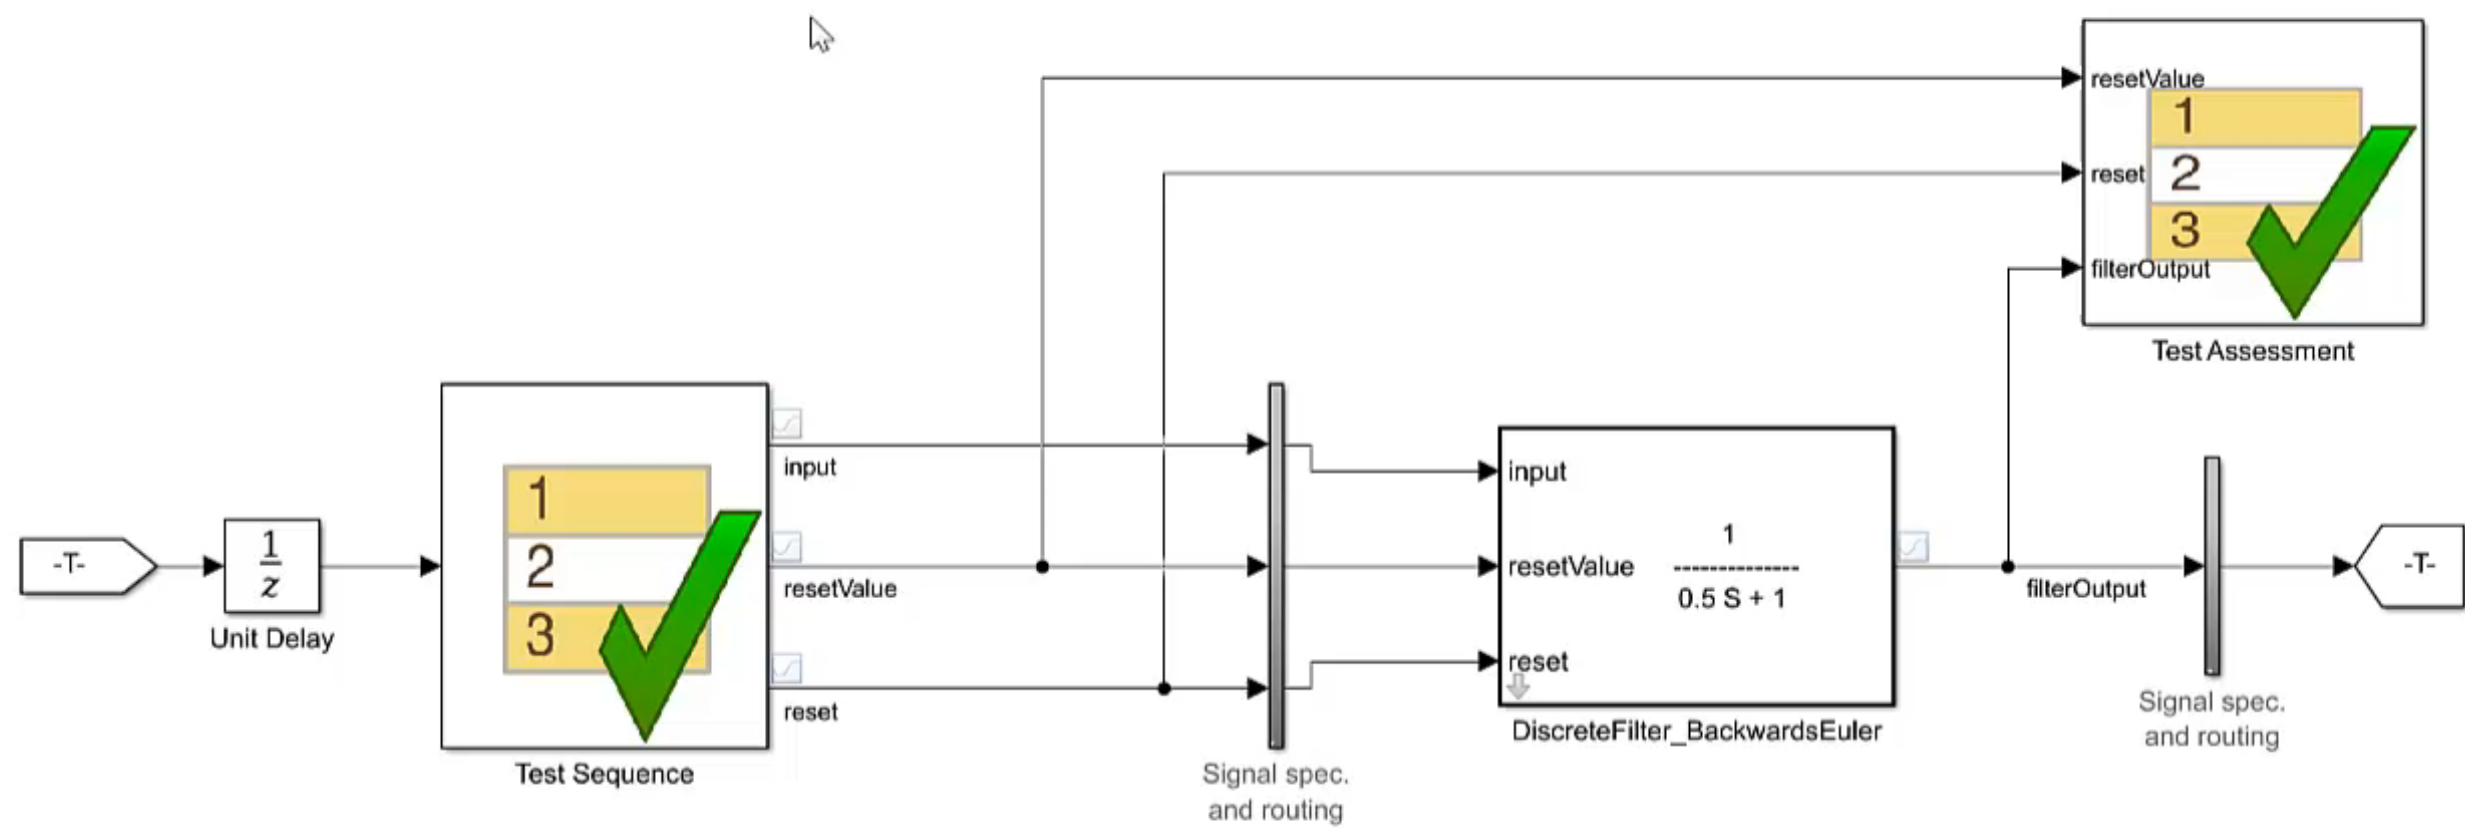 resetValue
1
2
3
reset
filterOutput
Test Assessment
-T-
1
z
Unit Delay
1
2
3
Test Sequence
input
resetValue
reset
Signal spec.
and routing
input
resetValue
reset
1
--------------
0.5 S + 1
DiscreteFilter_BackwardsEuler
filterOutput
Signal spec.
and routing
-T-